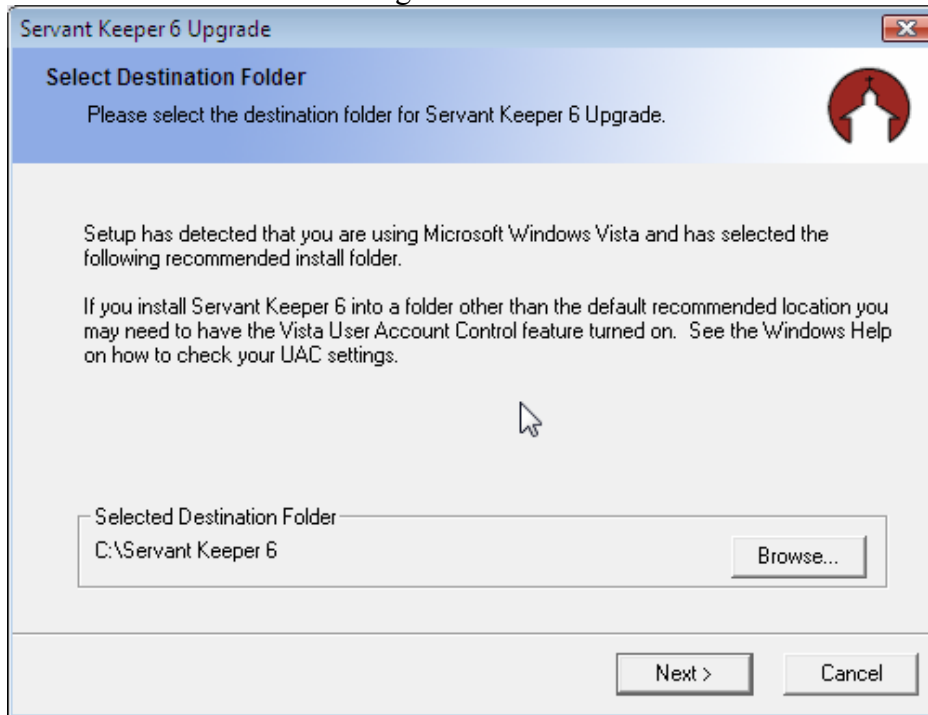 Servant Keeper 6 Upgrade
Select Destination Folder
Please select the destination folder for Servant Keeper 6 Upgrade.
Setup has detected that you are using Microsoft Windows Vista and has selected the
following recommended install folder.
If you install Servant Keeper 6 into a folder other than the default recommended location you
may need to have the Vista User Account Control feature turned on.  See the Windows Help
on how to check your UAC settings.
Selected Destination Folder
C:\Servant Keeper 6
Browse...
Next >
Cancel